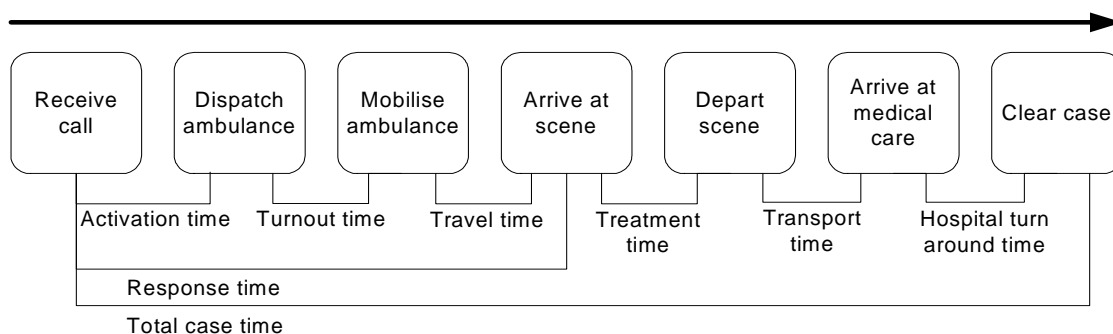 Receive
call
Dispatch
ambulance
Mobilise
ambulance
Arrive at
scene
Depart
scene
Arrive at
medical
care
Clear case
Activation time
Turnout time
Travel time
Treatment
time
Transport
time
Hospital turn
around time
Response time
Total case time